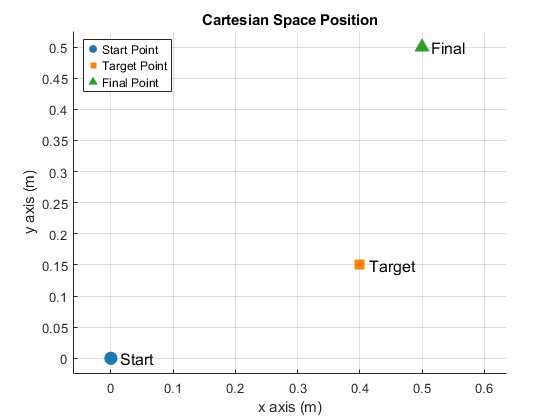 Cartesian Space Position
Start Point
Target Point
Final Point
Final
Target
Start
0.5
0.45
0.4
0.35
0.3
0.25
0.2
0.15
0.1
0.05
0
y axis (m)
0 0.1 0.2 0.3 0.4 0.5 0.6
x axis (m)